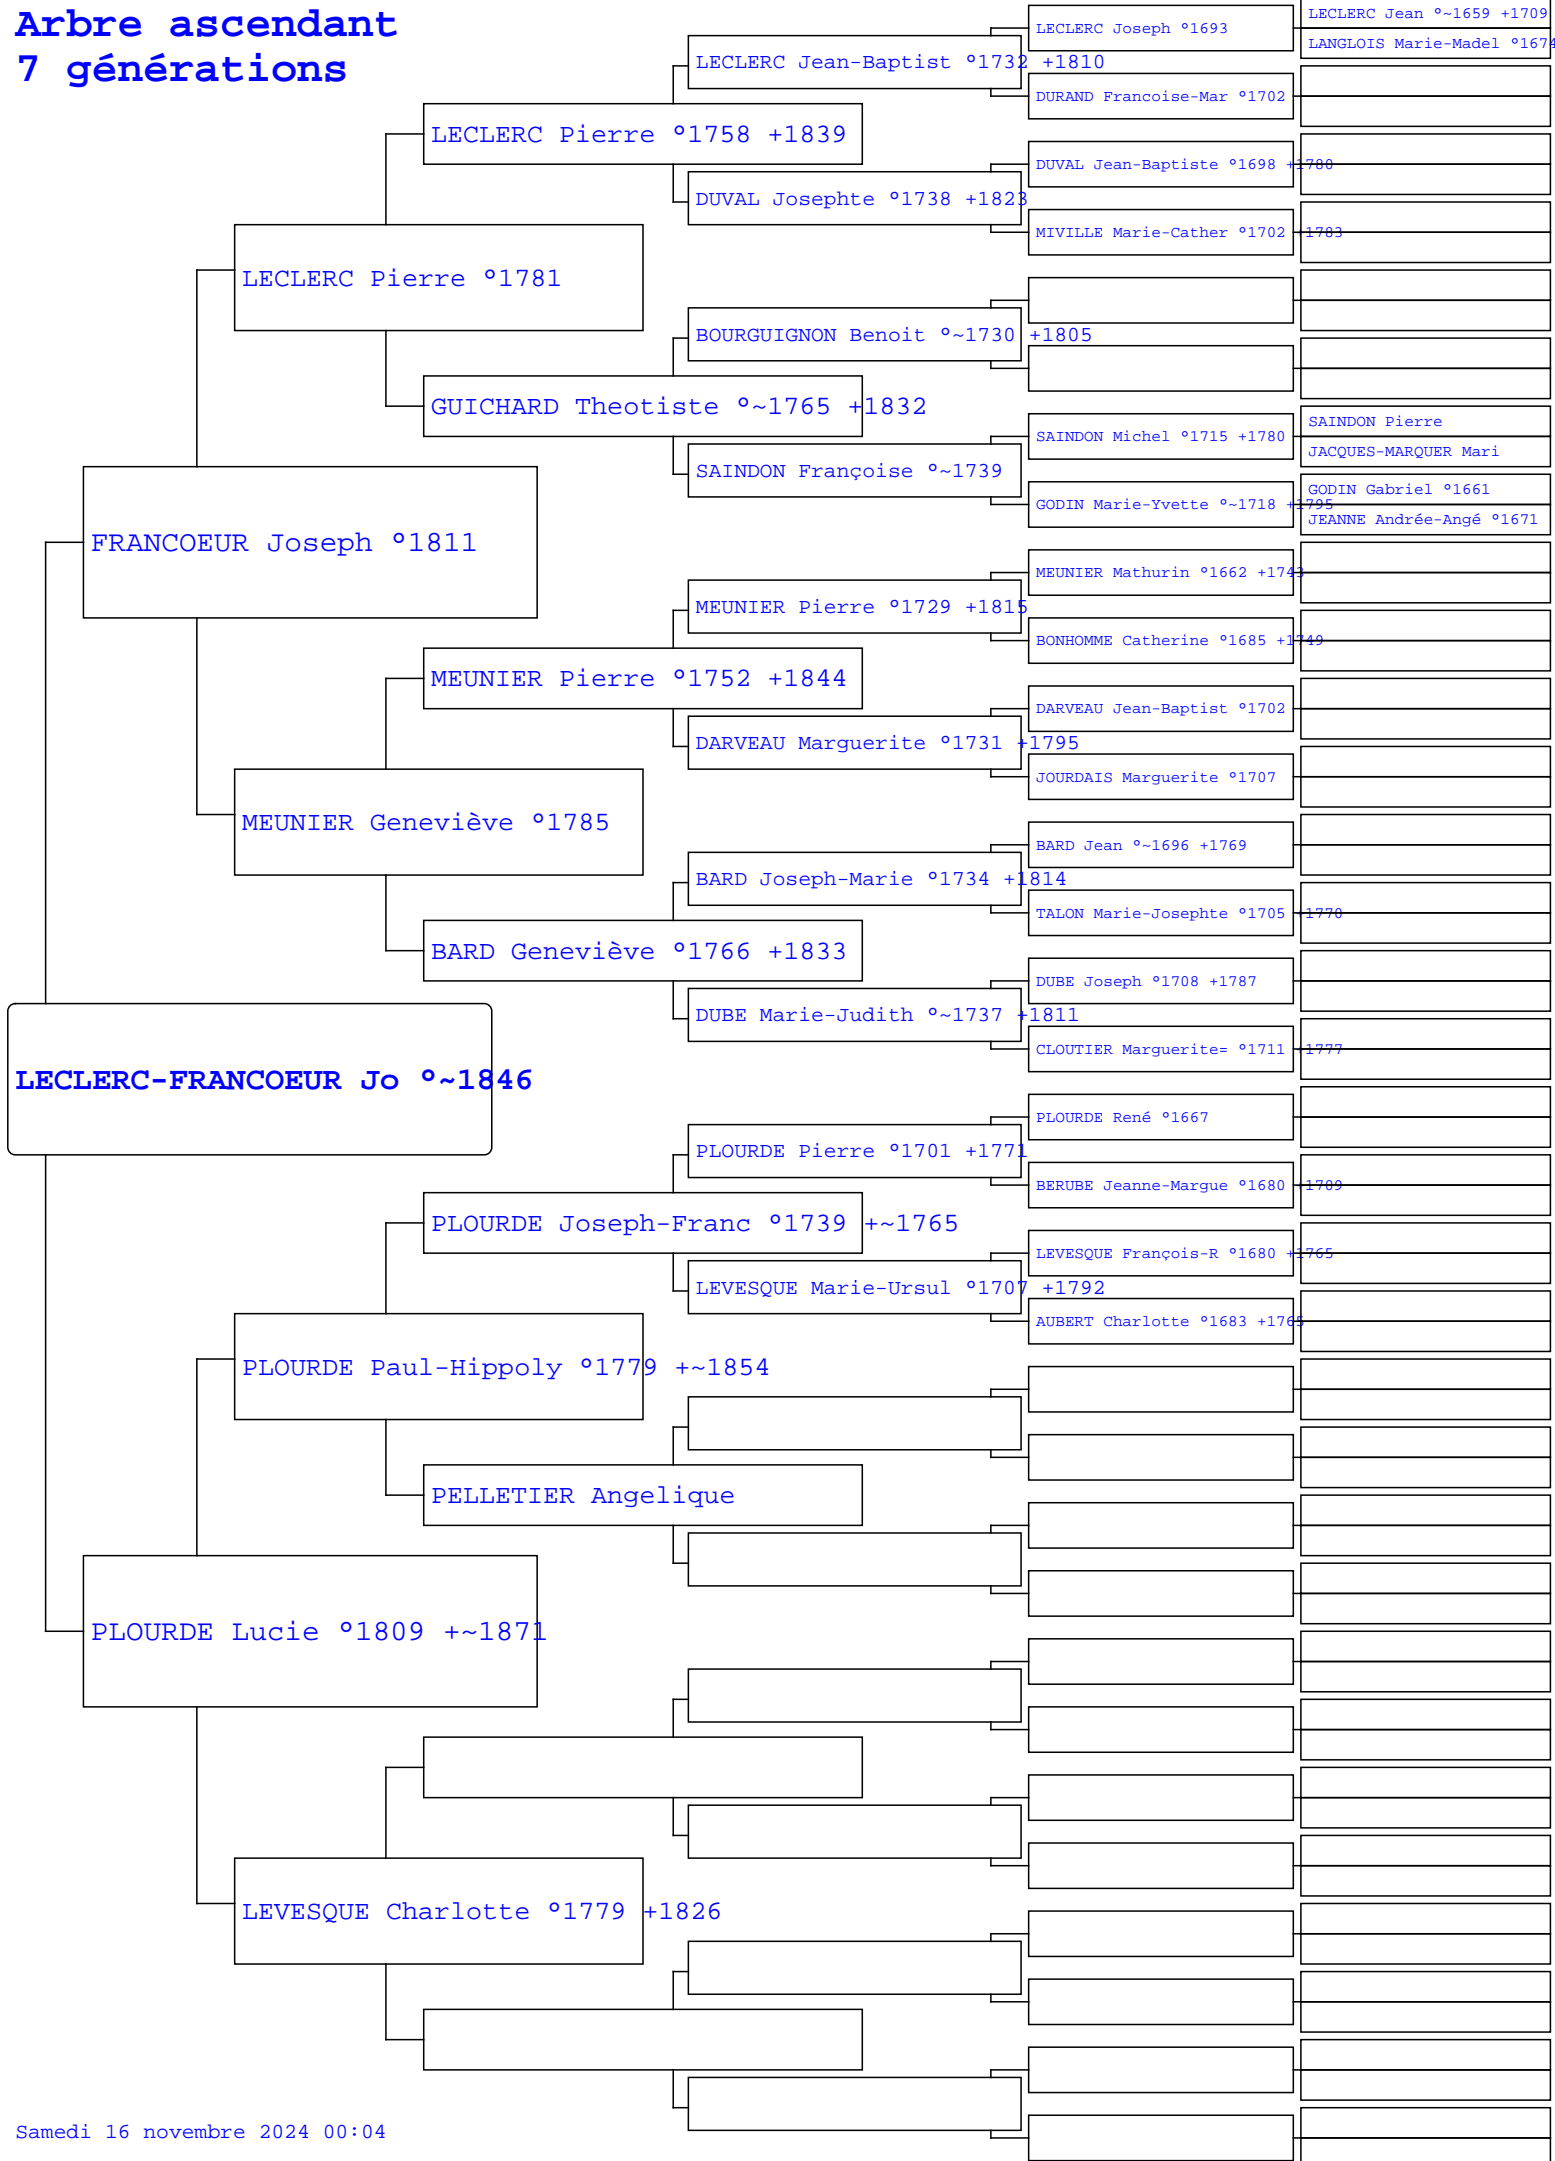 Arbre ascendant
7 générations
LECLERC-FRANCOEUR Jo °~1846
FRANCOEUR Joseph °1811
PLOURDE Lucie °1809 +~1871
LECLERC Pierre °1781
MEUNIER Geneviève °1785
PLOURDE Paul-Hippoly °1779 +~1854
LEVESQUE Charlotte °1779 +1826
LECLERC Pierre °1758 +1839
GUICHARD Theotiste °~1765 +1832
MEUNIER Pierre °1752 +1844
BARD Geneviève °1766 +1833
PLOURDE Joseph-Franc °1739 +~1765
PELLETIER Angelique
LECLERC Jean-Baptist °1732 +1810
DUVAL Josephte °1738 +1823
BOURGUIGNON Benoit °~1730 +1805
SAINDON Françoise °~1739
MEUNIER Pierre °1729 +1815
DARVEAU Marguerite °1731 +1795
BARD Joseph-Marie °1734 +1814
DUBE Marie-Judith °~1737 +1811
PLOURDE Pierre °1701 +1771
LEVESQUE Marie-Ursul °1707 +1792
LECLERC Joseph °1693
DURAND Francoise-Mar °1702
DUVAL Jean-Baptiste °1698 +1780
MIVILLE Marie-Cather °1702 +1783
SAINDON Michel °1715 +1780
GODIN Marie-Yvette °~1718 +1795
MEUNIER Mathurin °1662 +1743
BONHOMME Catherine °1685 +1749
DARVEAU Jean-Baptist °1702
JOURDAIS Marguerite °1707
BARD Jean °~1696 +1769
TALON Marie-Josephte °1705 +1770
DUBE Joseph °1708 +1787
CLOUTIER Marguerite= °1711 +1777
PLOURDE René °1667
BERUBE Jeanne-Margue °1680 +1709
LEVESQUE François-R °1680 +1765
AUBERT Charlotte °1683 +1765
LECLERC Jean °~1659 +1709
LANGLOIS Marie-Madel °1674
SAINDON Pierre
JACQUES-MARQUER Mari
GODIN Gabriel °1661
JEANNE Andrée-Angé °1671
Samedi 16 novembre 2024 00:04